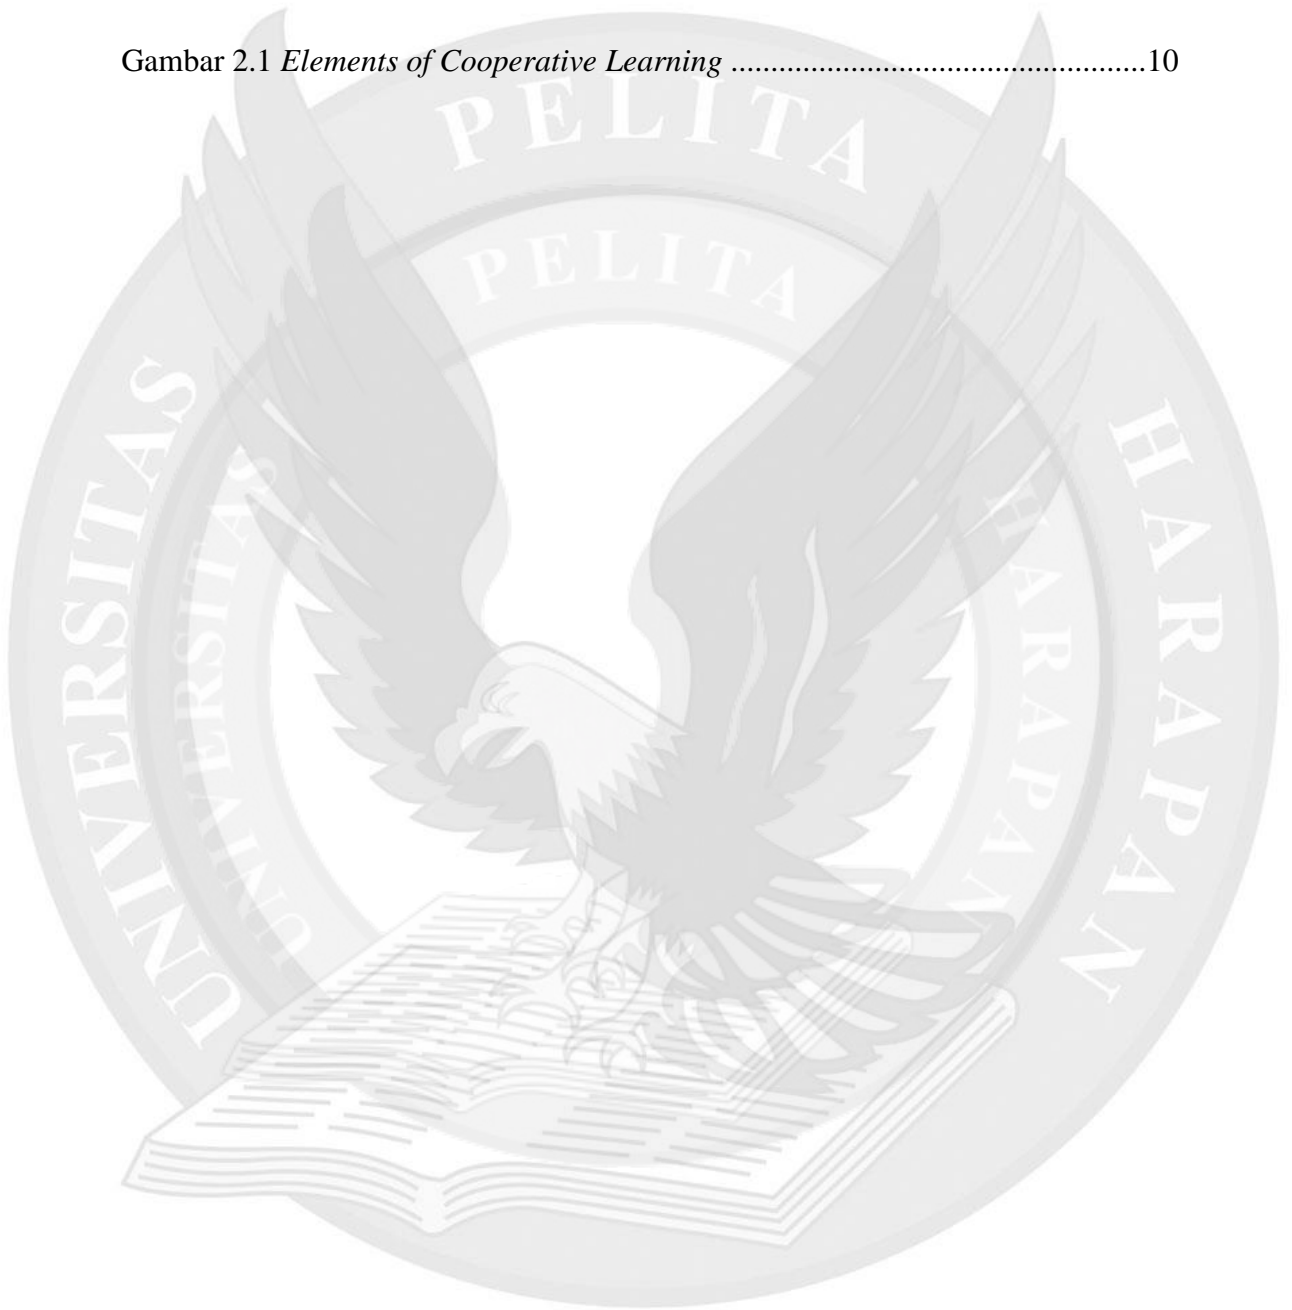 Gambar 2.1 Elements of Cooperative Learning ....................................................10
PELITA
PELITA
UNIVERSITAS
UNIVERSITAS
HARAPAN
HARAPAN